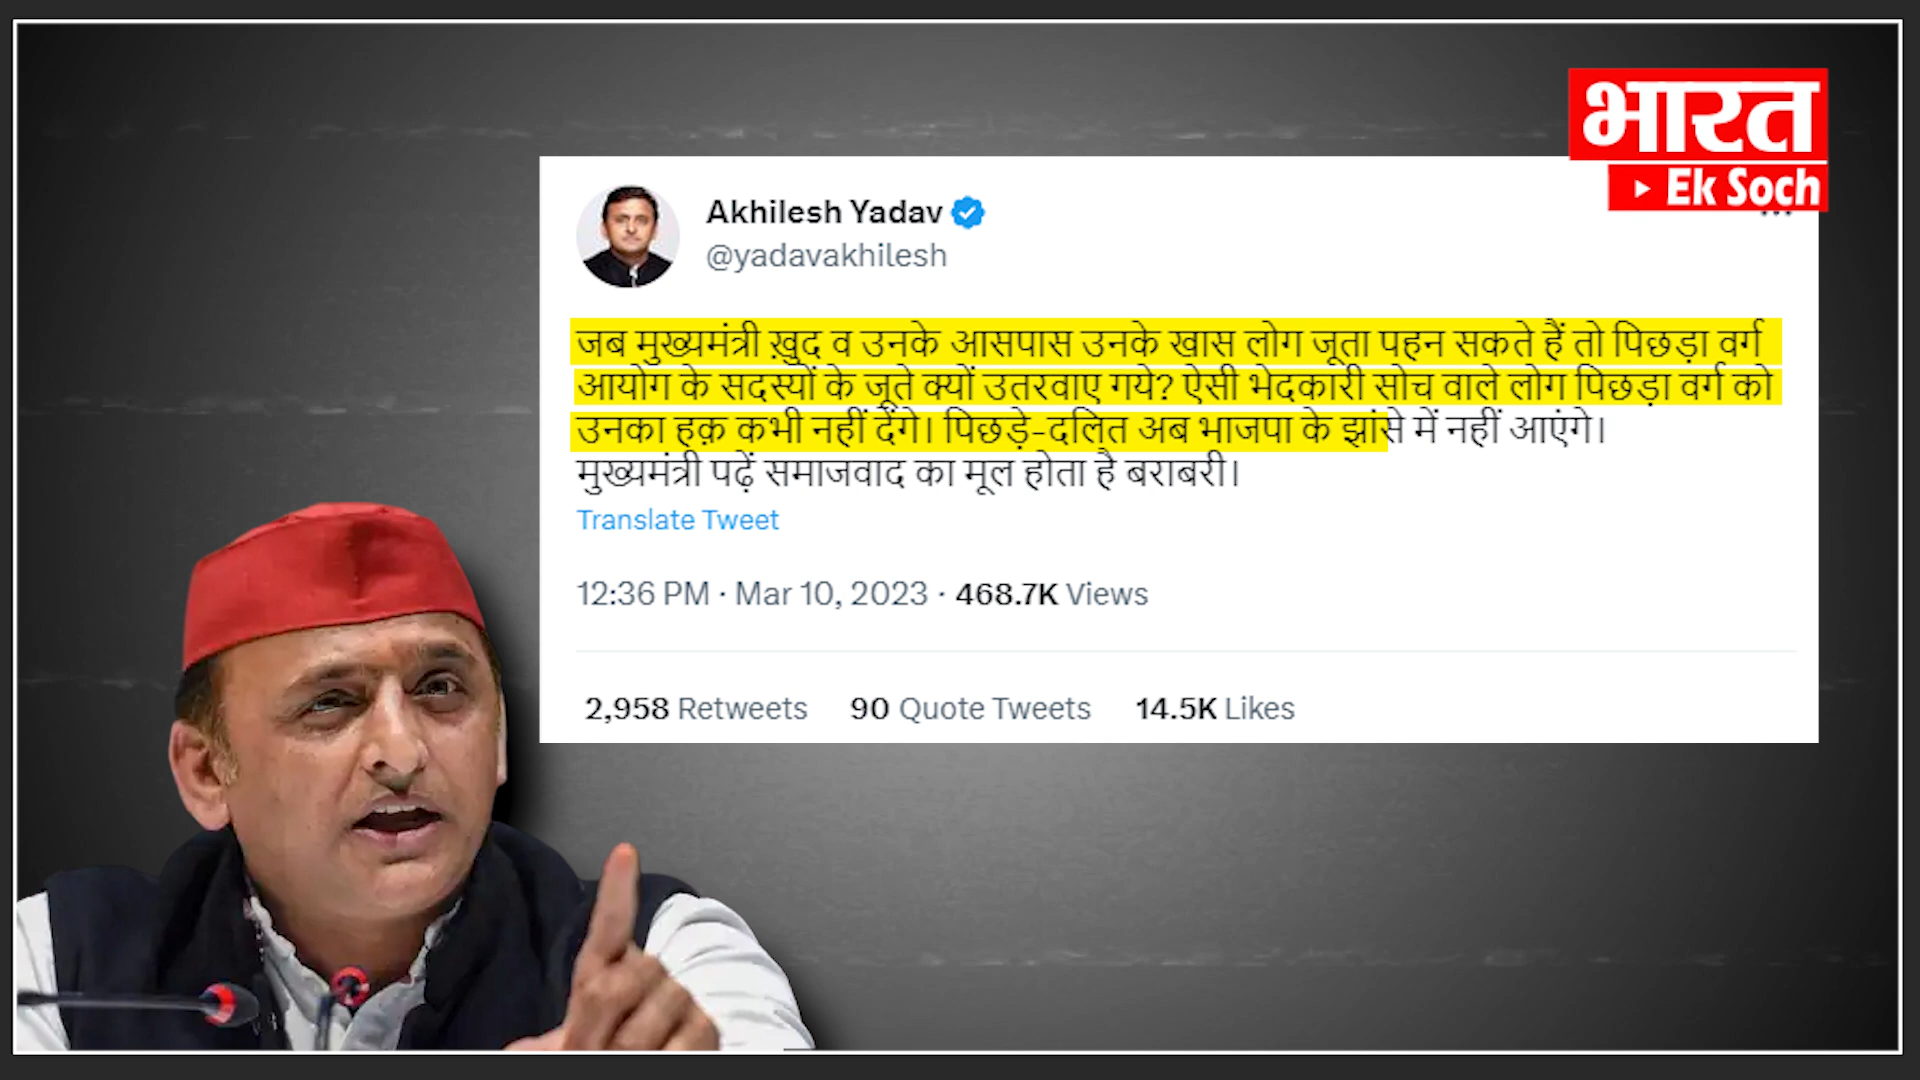 भारत
Ek Soch
Akhilesh Yadav
@yadavakhilesh
जब मुख्यमंत्री ख़ुद व उनके आसपास उनके खास लोग जूता पहन सकते हैं तो पिछड़ा वर्ग
आयोग के सदस्यों के जूते क्यों उतरवाए गये? ऐसी भेदकारी सोच वाले लोग पिछड़ा वर्ग को
उनका हक़ कभी नहीं देंगे। पिछड़े-दलित अब भाजपा के झांसे में नहीं आएंगे।
मुख्यमंत्री पढ़ें समाजवाद का मूल होता है बराबरी।
Translate Tweet
12:36 PM · Mar 10, 2023 · 468.7K Views
2,958 Retweets 90 Quote Tweets 14.5K Likes